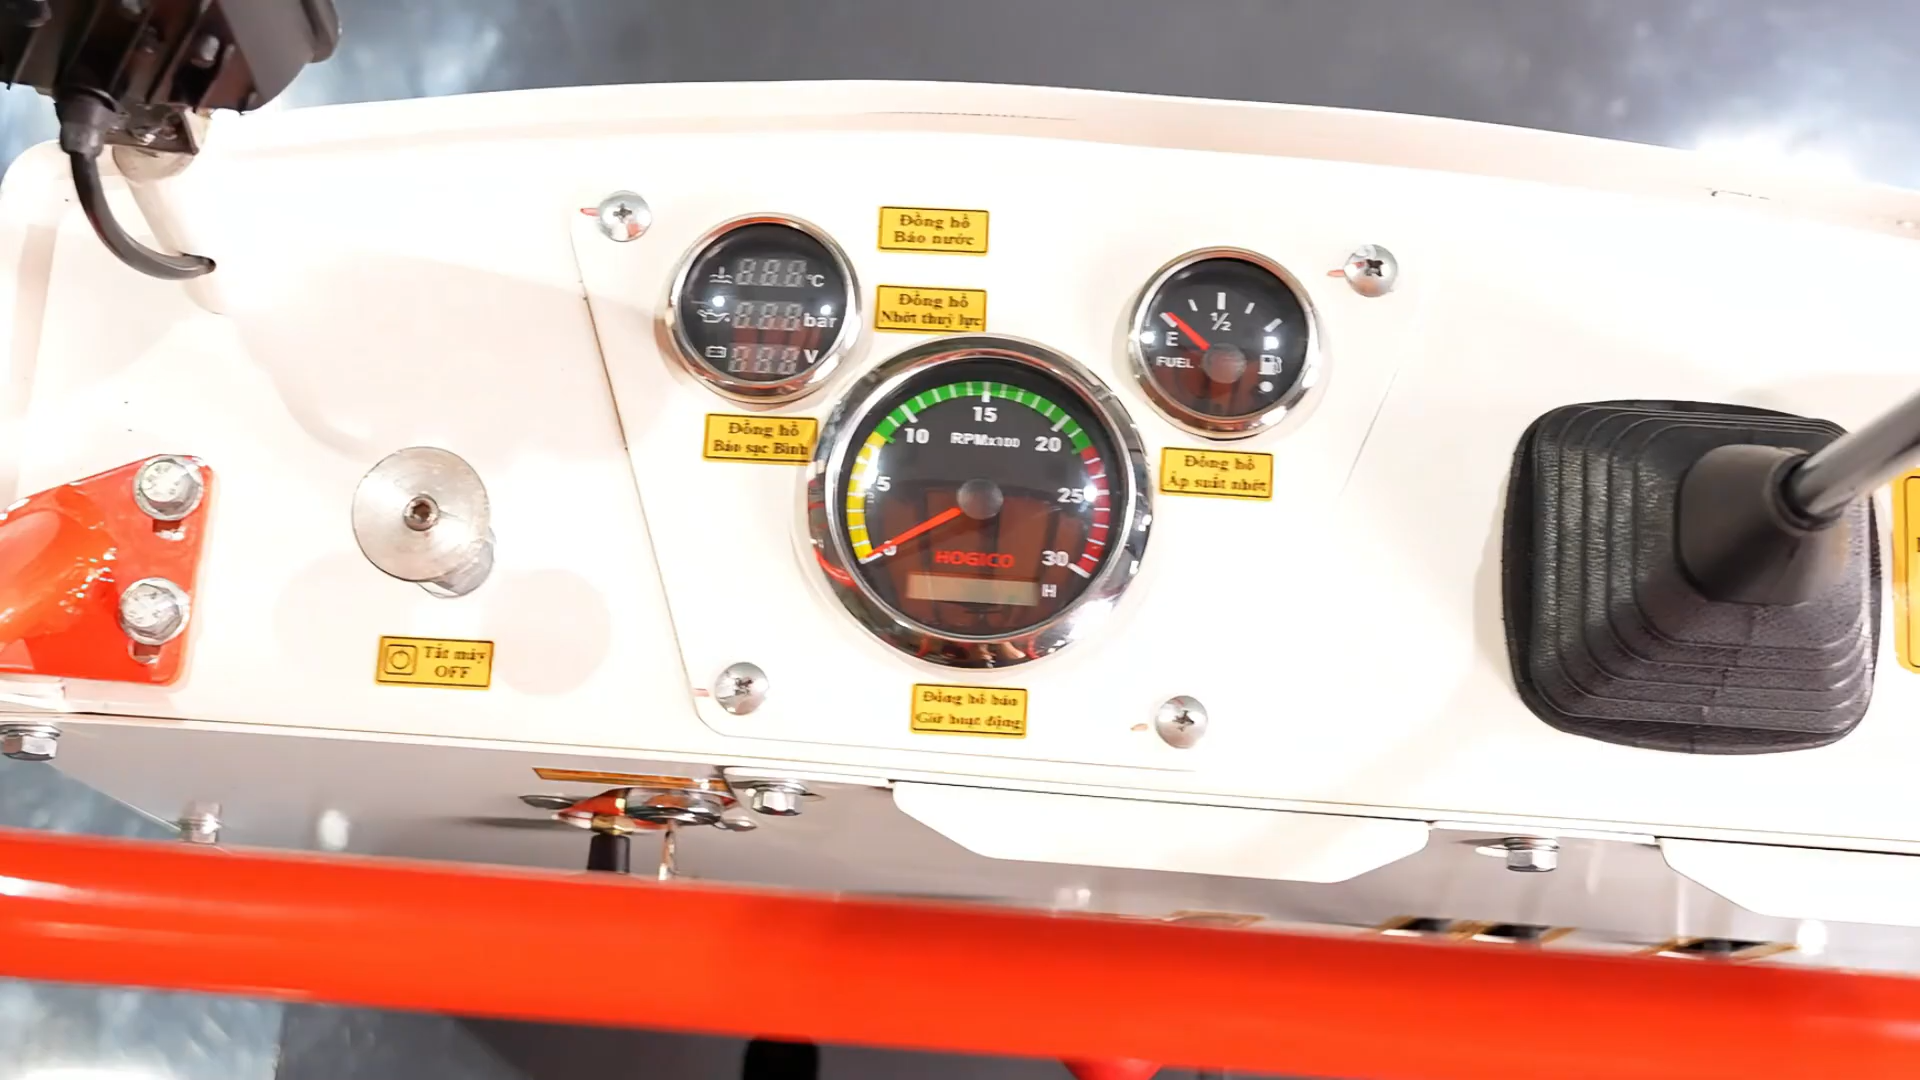 Đồng hồ
Báo nước
Đồng hồ
Nhớt thuỷ lực
°C
bar
V
1/2
E
FUEL
Đồng hồ
Báo sạc Bình
15
10
RPMx100
20
5
25
0
HOGICO
30
H
Đồng hồ
Áp suất nhớt
Tắt máy
OFF
Đồng hồ báo
Giờ hoạt động